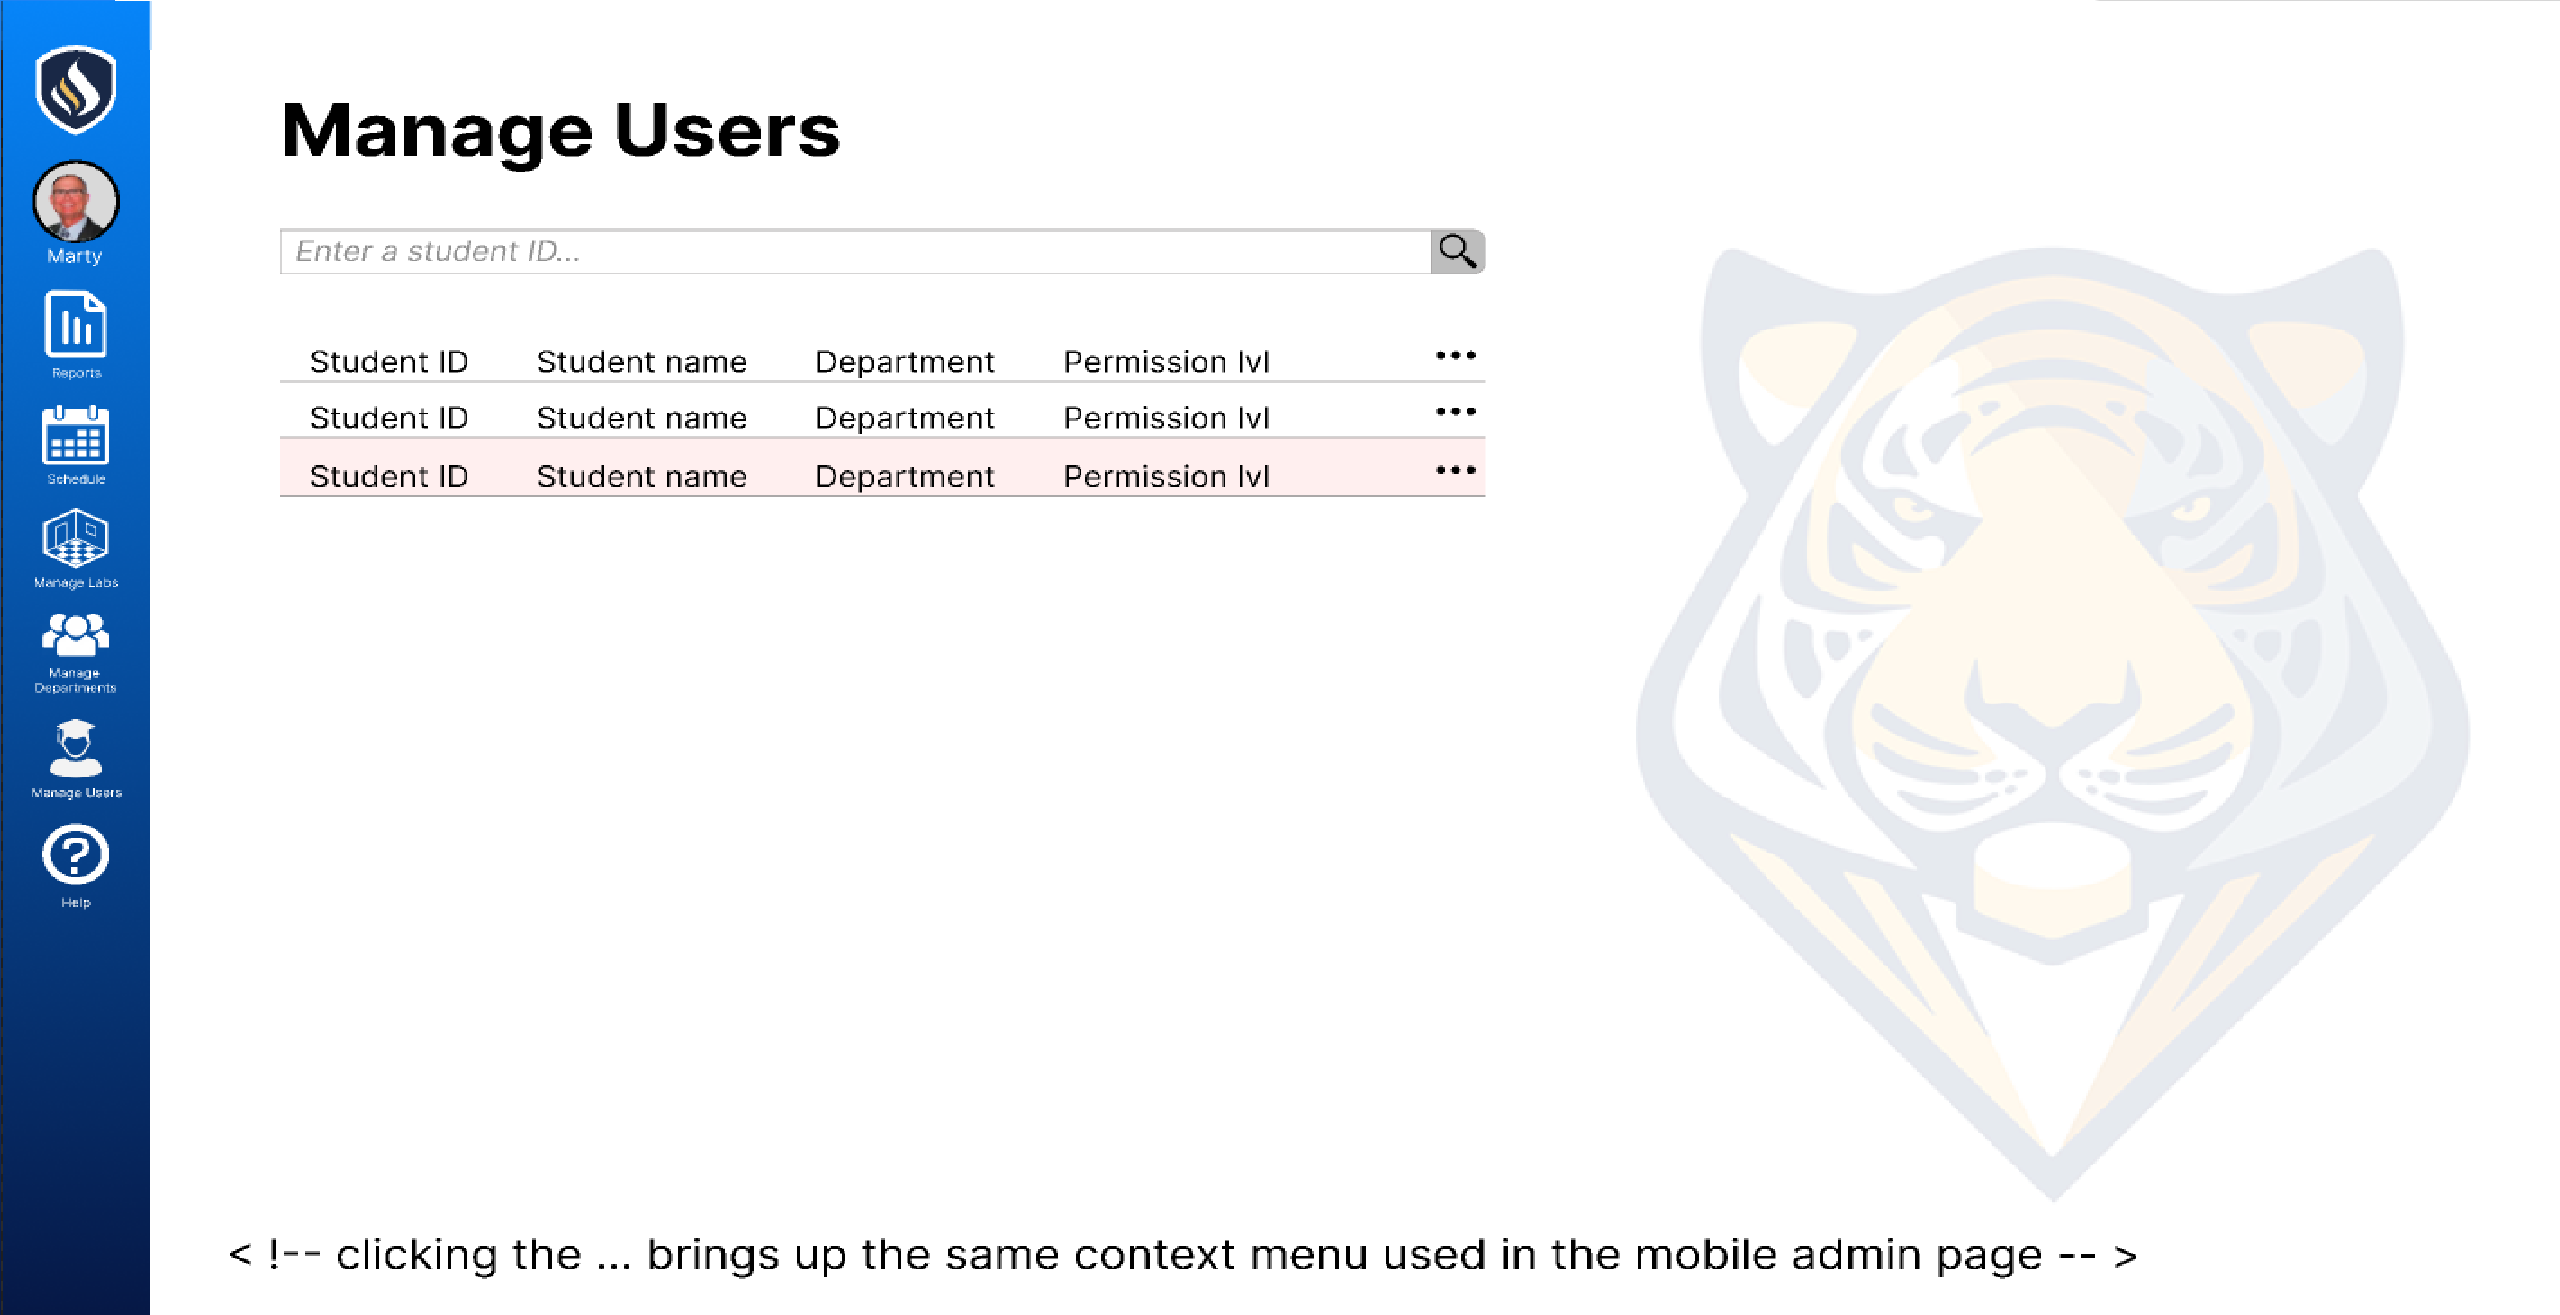 Manage Users
Marty
Enter a student ID...
Reports
Student ID Student name Department Permission lvl ...
Student ID Student name Department Permission lvl ...
Student ID Student name Department Permission lvl ...
Schedule
Manage Labs
Manage
Departments
Manage Users
Help
< !-- clicking the ... brings up the same context menu used in the mobile admin page -- >